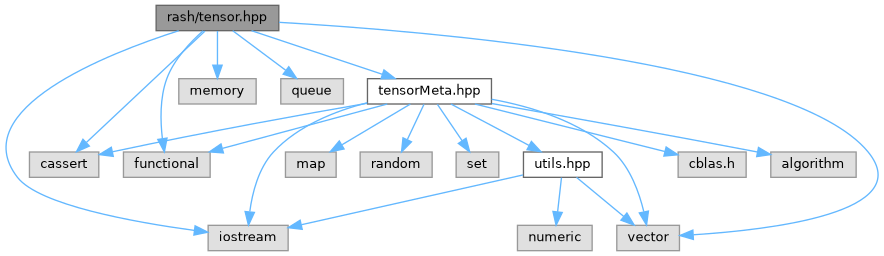 rash/tensor.hpp
memory
queue
tensorMeta.hpp
cassert
functional
map
random
set
utils.hpp
cblas.h
algorithm
iostream
numeric
vector